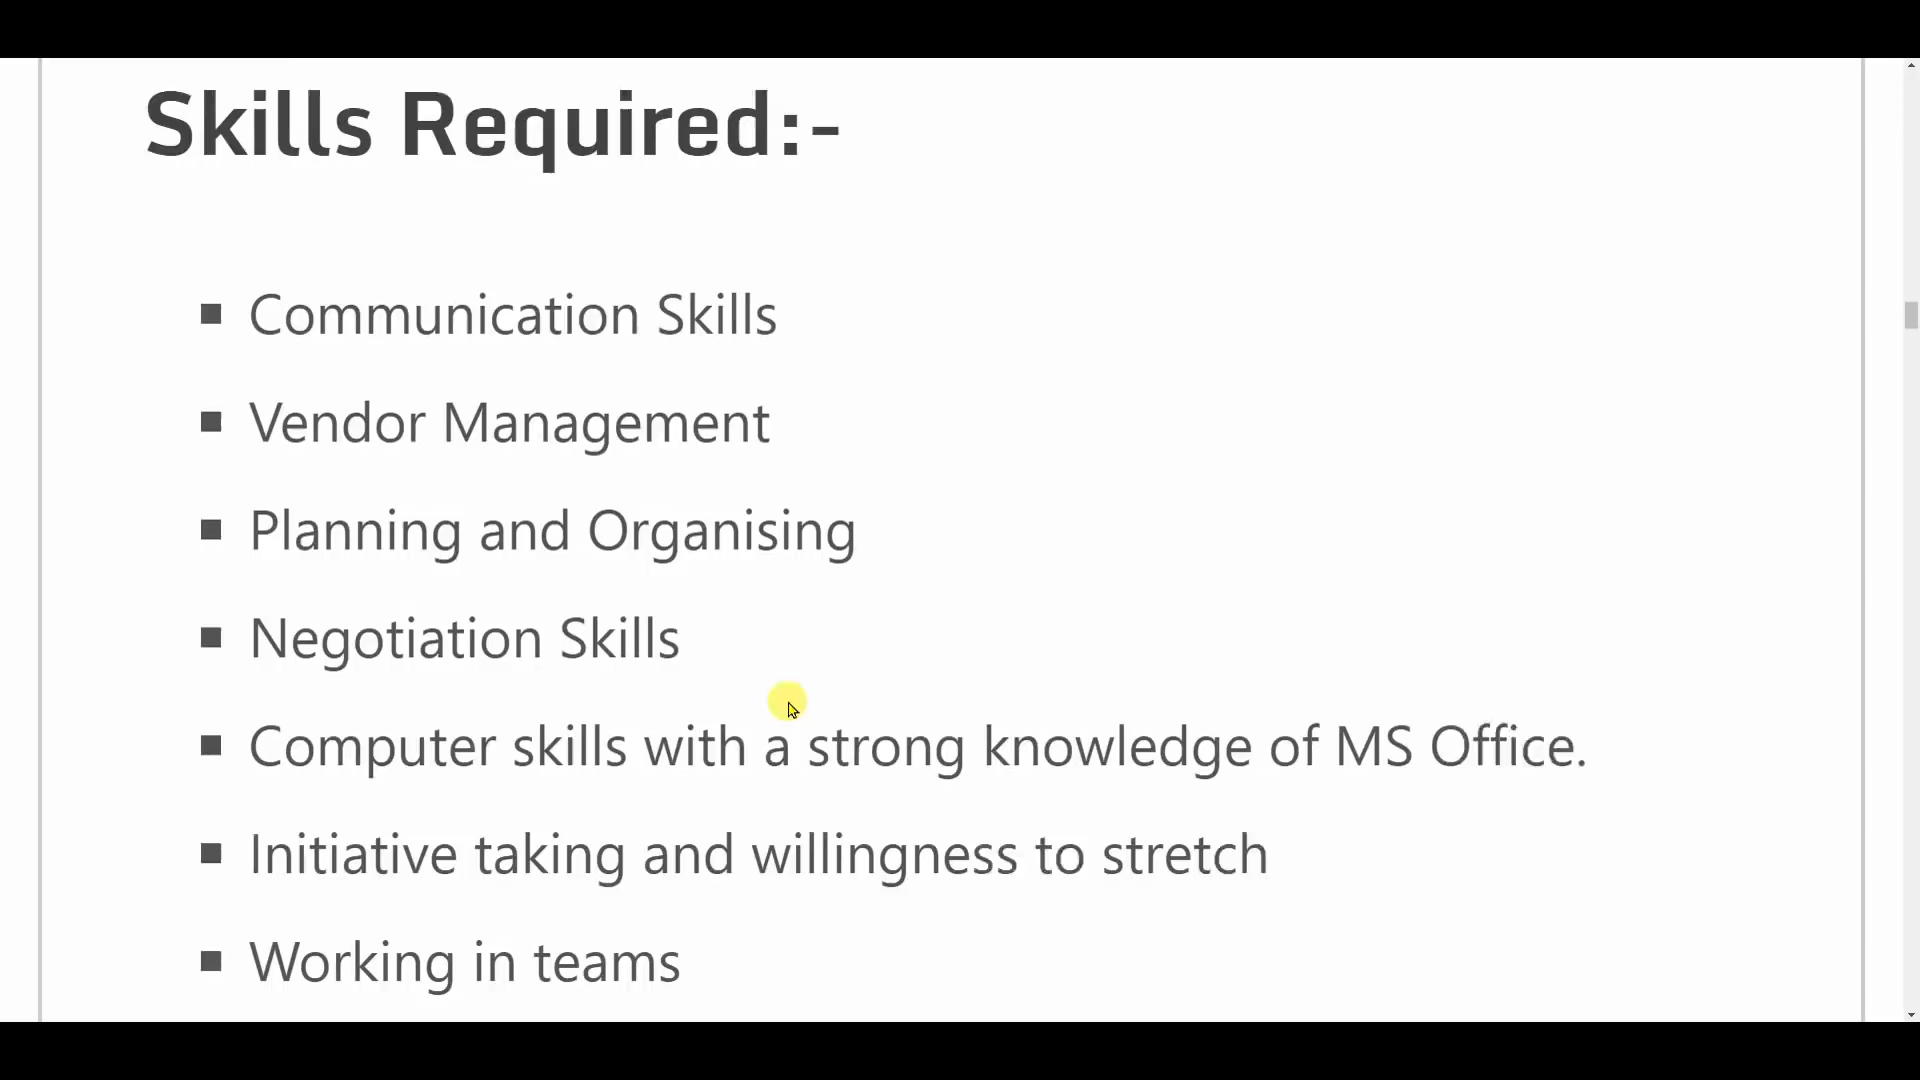 Skills Required:-
Communication Skills
Vendor Management
Planning and Organising
Negotiation Skills
Computer skills with a strong knowledge of MS Office.
Initiative taking and willingness to stretch
Working in teams